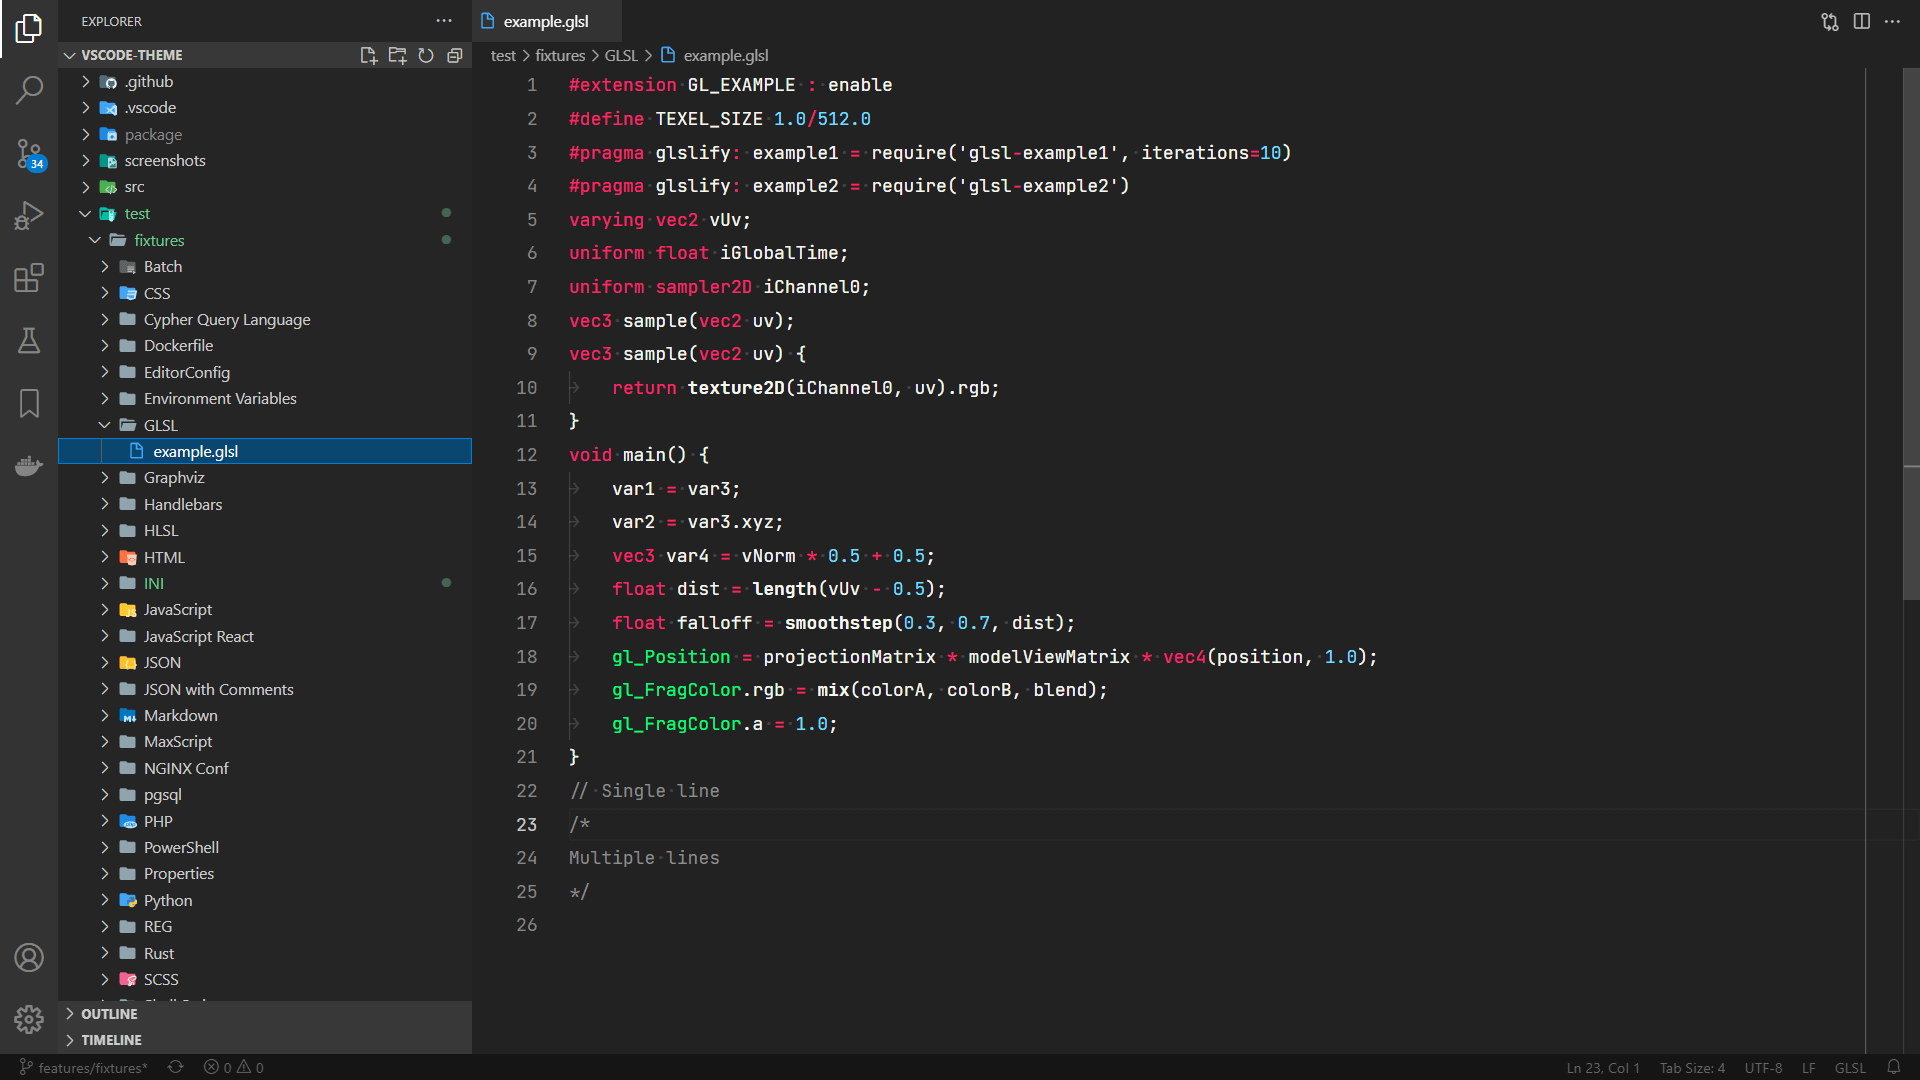 EXPLORER
VSCODE-THEME
.github
.vscode
package
screenshots
src
test
fixtures
Batch
CSS
Cypher Query Language
Dockerfile
EditorConfig
Environment Variables
GLSL
example.glsl
Graphviz
Handlebars
HLSL
HTML
INI
JavaScript
JavaScript React
JSON
JSON with Comments
Markdown
MaxScript
NGINX Conf
pgsql
PHP
PowerShell
Properties
Python
REG
Rust
SCSS
OUTLINE
TIMELINE
34
example.glsl
test > fixtures > GLSL > example.glsl
1 #extension GL_EXAMPLE : enable
2 #define TEXEL_SIZE 1.0/512.0
3 #pragma glslify: example1 = require('glsl-example1', iterations=10)
4 #pragma glslify: example2 = require('glsl-example2')
5 varying vec2 vUv;
6 uniform float iGlobalTime;
7 uniform sampler2D iChannel0;
8 vec3 sample(vec2 uv);
9 vec3 sample(vec2 uv) {
10 return texture2D(iChannel0, uv).rgb;
11 }
12 void main() {
13 var1 = var3;
14 var2 = var3.xyz;
15 vec3 var4 = vNorm * 0.5 + 0.5;
16 float dist = length(vUv - 0.5);
17 float falloff = smoothstep(0.3, 0.7, dist);
18 gl_Position = projectionMatrix * modelViewMatrix * vec4(position, 1.0);
19 gl_FragColor.rgb = mix(colorA, colorB, blend);
20 gl_FragColor.a = 1.0;
21 }
22 // Single line
23 /*
24 Multiple lines
25 */
26
features/fixtures* 0 0 Ln 23, Col 1 Tab Size: 4 UTF-8 LF GLSL